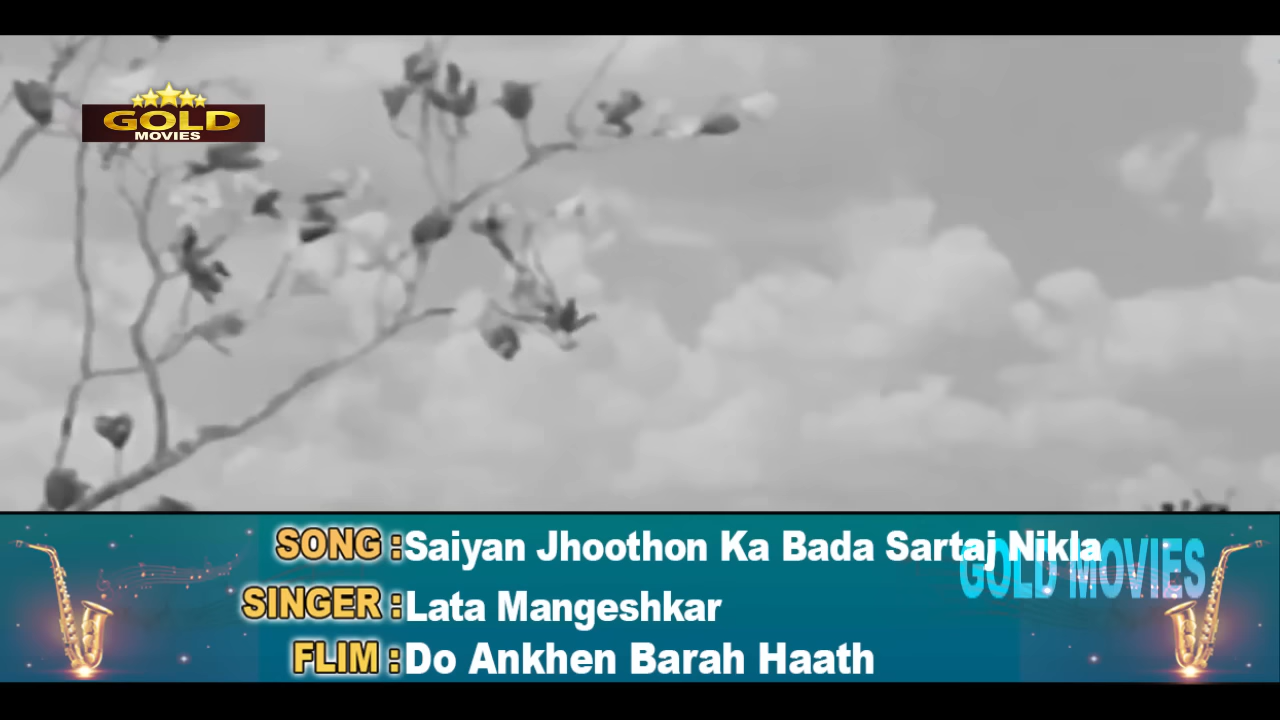 GOLD
MOVIES
SONG : Saiyan Jhoothon Ka Bada Sartaj Nikla
GOLD MOVIES
SINGER : Lata Mangeshkar
FLIM : Do Ankhen Barah Haath